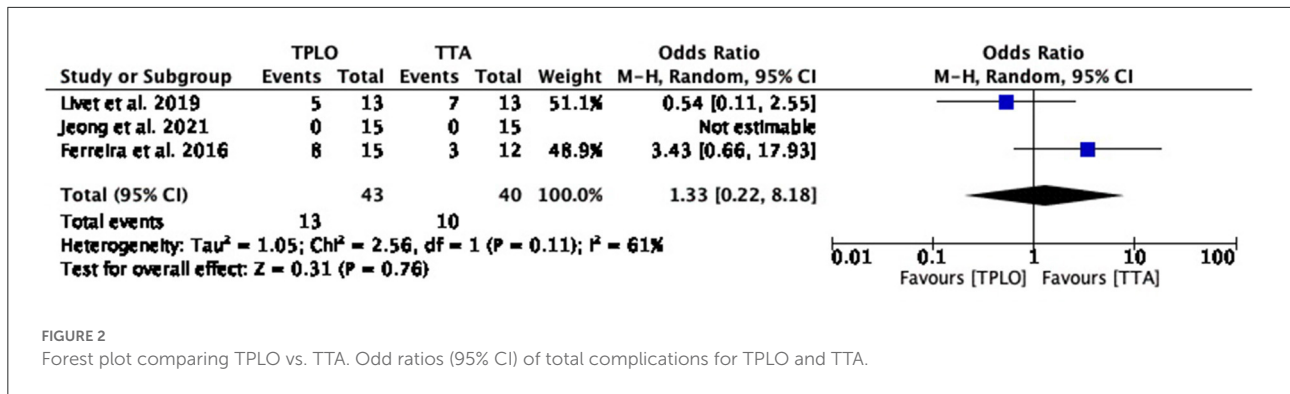 TPLO TTA Odds Ratio Odds Ratio
Study or Subgroup Events Total Events Total Weight M-H, Random, 95% CI M-H, Random, 95% CI
Livet et al. 2019 5 13 7 13 51.1% 0.54 [0.11, 2.55]
Jeong et al. 2021 0 15 0 15 Not estimable
Ferreira et al. 2016 8 15 3 12 48.9% 3.43 [0.66, 17.93]
Total (95% CI) 43 40 100.0% 1.33 [0.22, 8.18]
Total events 13 10
Heterogeneity: Tau² = 1.05; Chi² = 2.56, df = 1 (P = 0.11); I² = 61%
Test for overall effect: Z = 0.31 (P = 0.76)
0.01 0.1 1 10 100
Favours [TPLO] Favours [TTA]
FIGURE 2
Forest plot comparing TPLO vs. TTA. Odd ratios (95% CI) of total complications for TPLO and TTA.